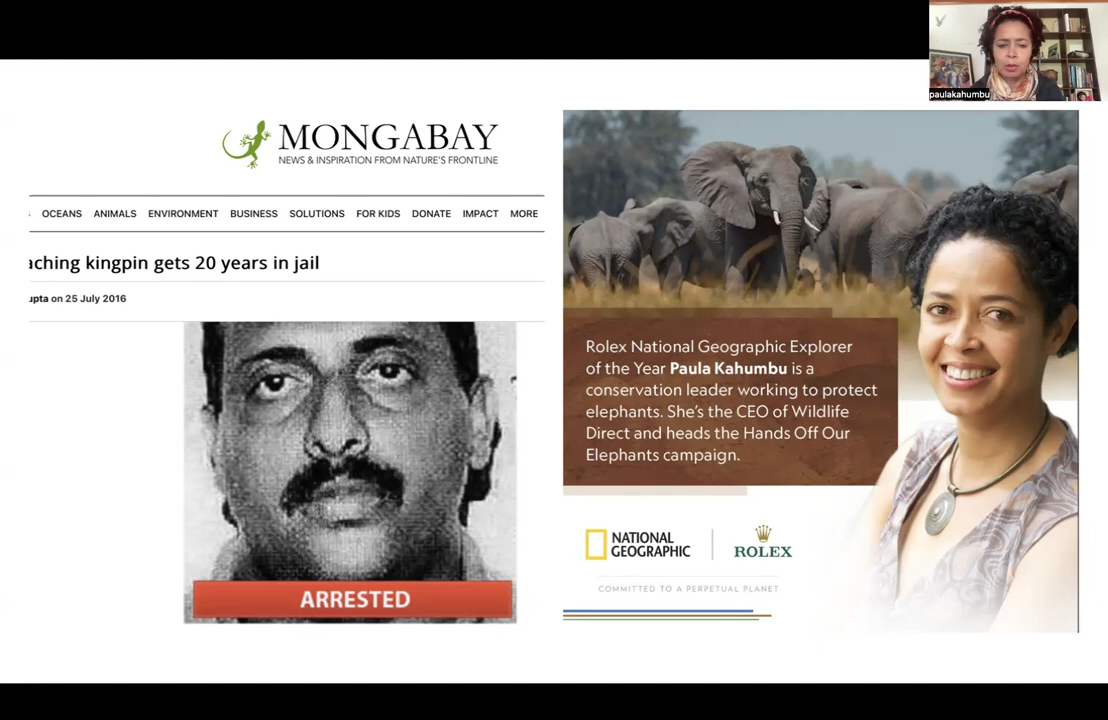 paulakahumbu
MONGABAY
NEWS & INSPIRATION FROM NATURE'S FRONTLINE
OCEANS ANIMALS ENVIRONMENT BUSINESS SOLUTIONS FOR KIDS DONATE IMPACT MORE
aching kingpin gets 20 years in jail
upta on 25 July 2016
ARRESTED
Rolex National Geographic Explorer
of the Year Paula Kahumbu is a
conservation leader working to protect
elephants. She's the CEO of Wildlife
Direct and heads the Hands Off Our
Elephants campaign.
NATIONAL
GEOGRAPHIC
ROLEX
COMMITTED TO A PERPETUAL PLANET